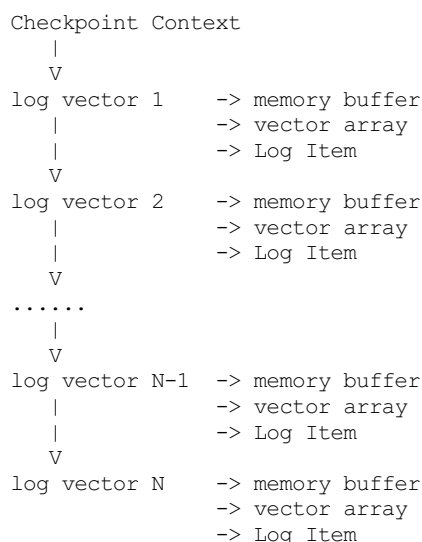 Checkpoint Context
   |
   V
log vector 1    -> memory buffer
   |            -> vector array
   |            -> Log Item
   V
log vector 2    -> memory buffer
   |            -> vector array
   |            -> Log Item
   V
......
   |
   V
log vector N-1  -> memory buffer
   |            -> vector array
   |            -> Log Item
   V
log vector N    -> memory buffer
                -> vector array
                -> Log Item